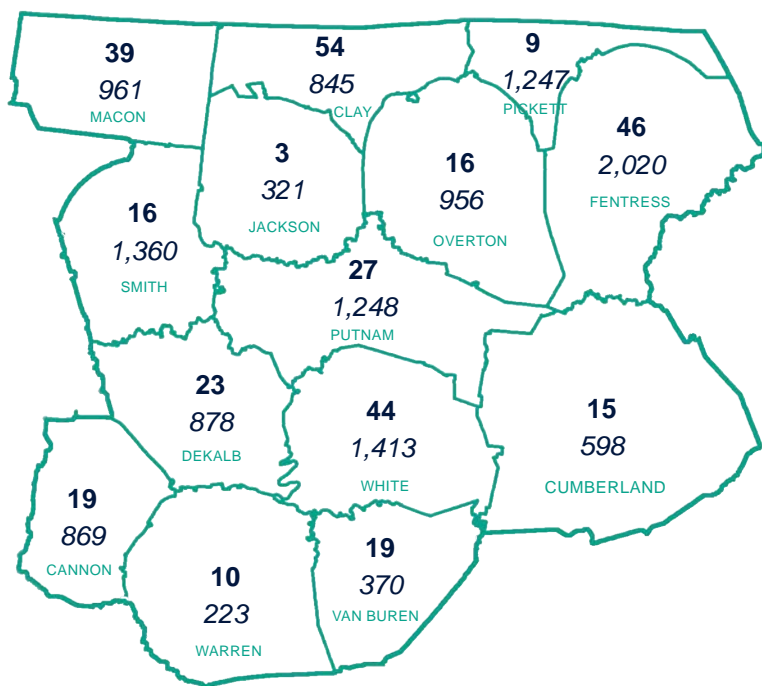 39
961
MACON
54
845
CLAY
9
1,247
PICKETT
46
2,020
FENTRESS
3
321
JACKSON
16
956
OVERTON
16
1,360
SMITH
27
1,248
PUTNAM
23
878
DEKALB
44
1,413
WHITE
15
598
CUMBERLAND
19
869
CANNON
10
223
WARREN
19
370
VAN BUREN